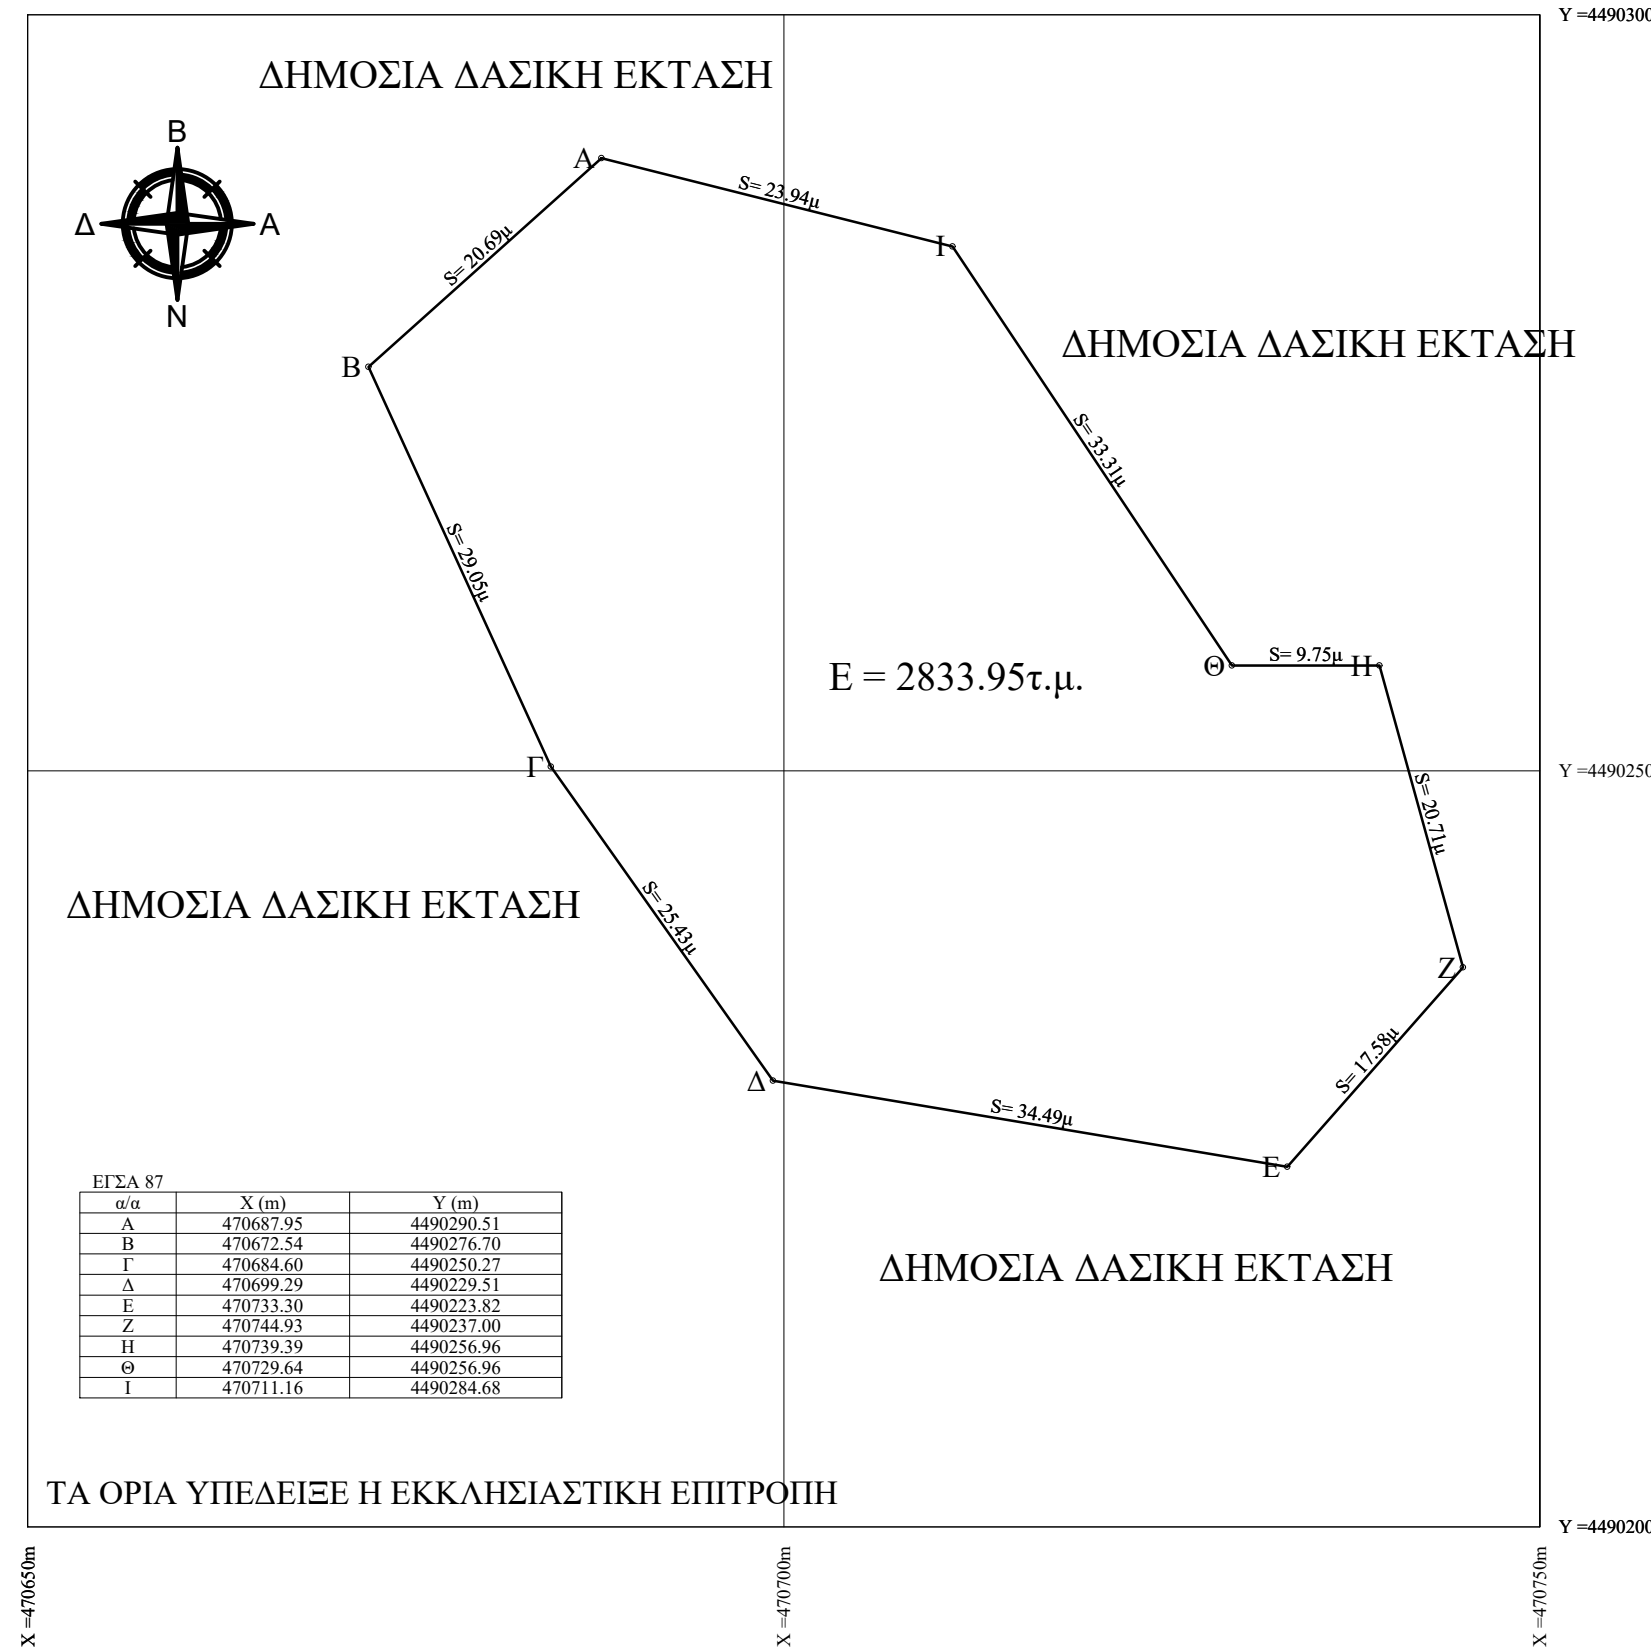 Υ =4490300
ΔΗΜΟΣΙΑ ΔΑΣΙΚΗ ΕΚΤΑΣΗ
Β
Δ Α
Ν
Α
S= 23.94μ
Ι
S= 20.69μ
ΔΗΜΟΣΙΑ ΔΑΣΙΚΗ ΕΚΤΑΣΗ
Β
S= 33.31μ
S= 29.05μ
Θ S= 9.75μ Η
Ε = 2833.95τ.μ.
Γ
Υ =4490250
S= 20.71μ
ΔΗΜΟΣΙΑ ΔΑΣΙΚΗ ΕΚΤΑΣΗ
S= 25.43μ
Ζ
S= 17.58μ
Δ
S= 34.49μ
Ε
ΕΓΣΑ 87
α/α X (m) Y (m)
Α 470687.95 4490290.51
Β 470672.54 4490276.70
Γ 470684.60 4490250.27
Δ 470699.29 4490229.51
Ε 470733.30 4490223.82
Ζ 470744.93 4490237.00
Η 470739.39 4490256.96
Θ 470729.64 4490256.96
Ι 470711.16 4490284.68
ΔΗΜΟΣΙΑ ΔΑΣΙΚΗ ΕΚΤΑΣΗ
ΤΑ ΟΡΙΑ ΥΠΕΔΕΙΞΕ Η ΕΚΚΛΗΣΙΑΣΤΙΚΗ ΕΠΙΤΡΟΠΗ
Υ =4490200
Χ =470650m
Χ =470700m
Χ =470750m